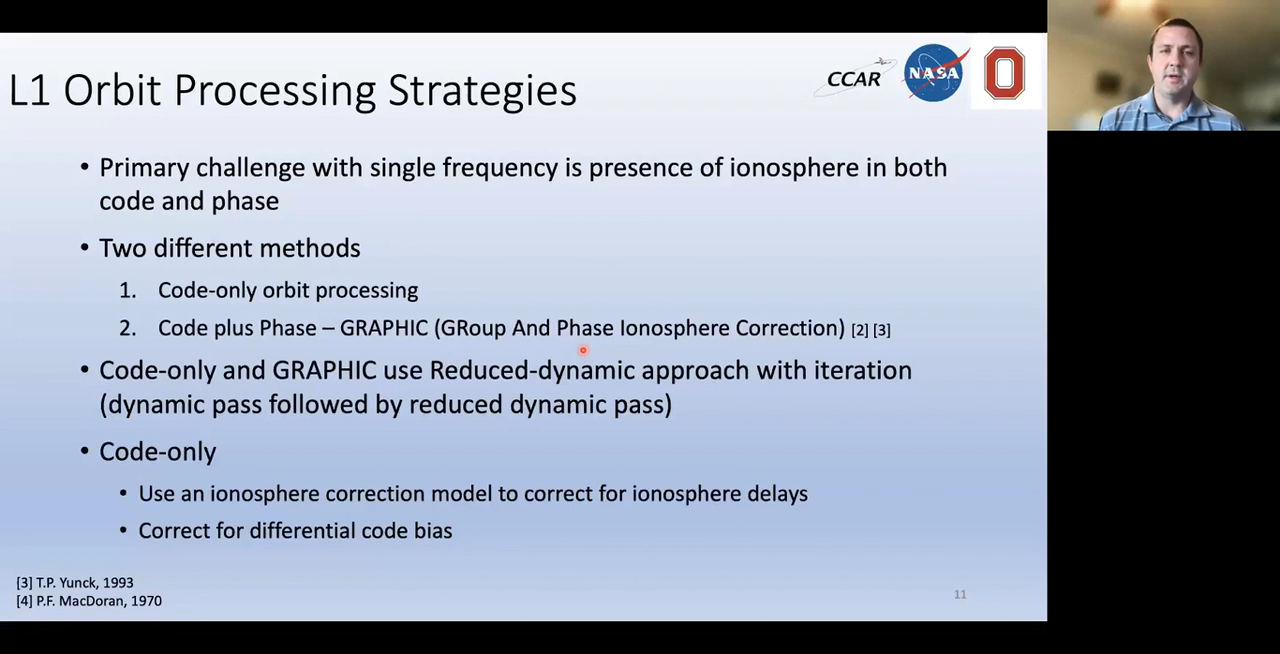 L1 Orbit Processing Strategies
CCAR
NASA
• Primary challenge with single frequency is presence of ionosphere in both
code and phase
• Two different methods
1. Code-only orbit processing
2. Code plus Phase – GRAPHIC (GRoup And Phase Ionosphere Correction) [2] [3]
• Code-only and GRAPHIC use Reduced-dynamic approach with iteration
(dynamic pass followed by reduced dynamic pass)
• Code-only
• Use an ionosphere correction model to correct for ionosphere delays
• Correct for differential code bias
[3] T.P. Yunck, 1993
[4] P.F. MacDoran, 1970
11